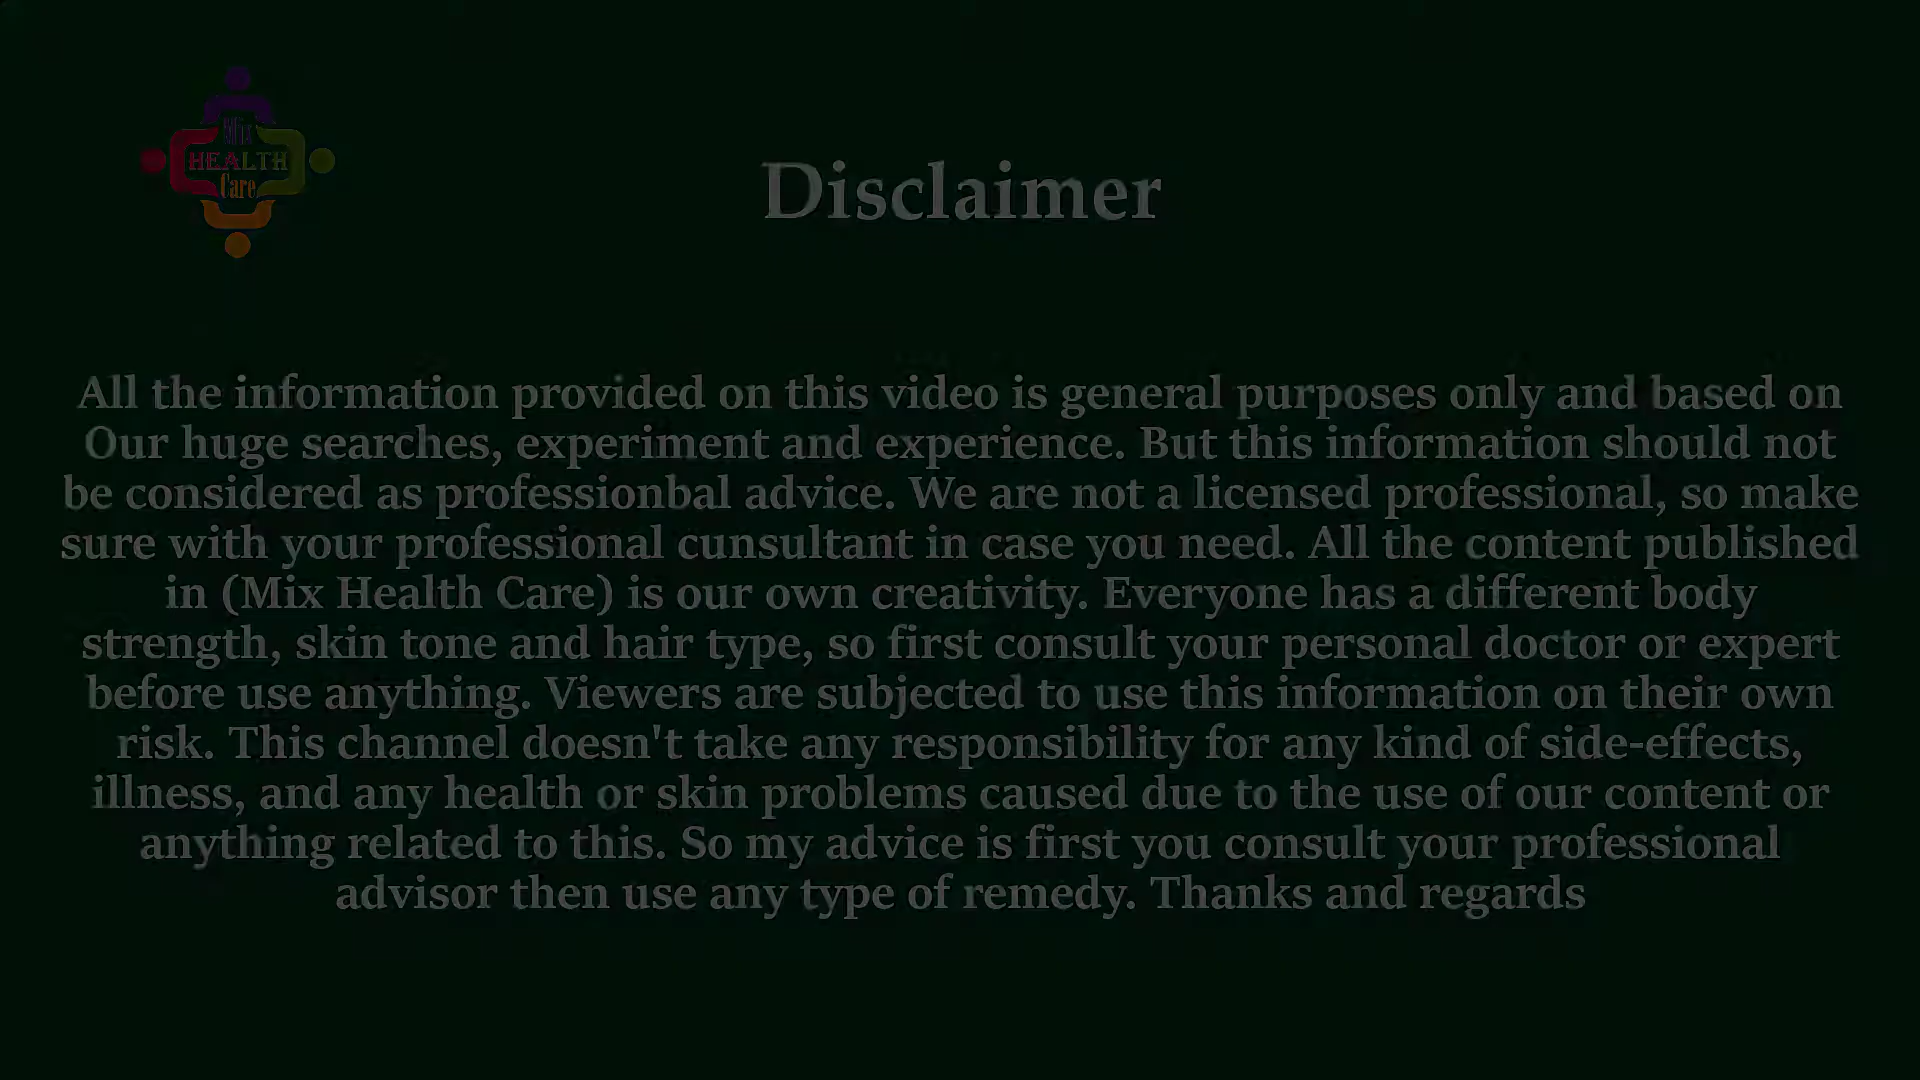 Mix
HEALTH
Care
Disclaimer
All the information provided on this video is general purposes only and based on
Our huge searches, experiment and experience. But this information should not
be considered as professionbal advice. We are not a licensed professional, so make
sure with your professional cunsultant in case you need. All the content published
in (Mix Health Care) is our own creativity. Everyone has a different body
strength, skin tone and hair type, so first consult your personal doctor or expert
before use anything. Viewers are subjected to use this information on their own
risk. This channel doesn't take any responsibility for any kind of side-effects,
illness, and any health or skin problems caused due to the use of our content or
anything related to this. So my advice is first you consult your professional
advisor then use any type of remedy. Thanks and regards